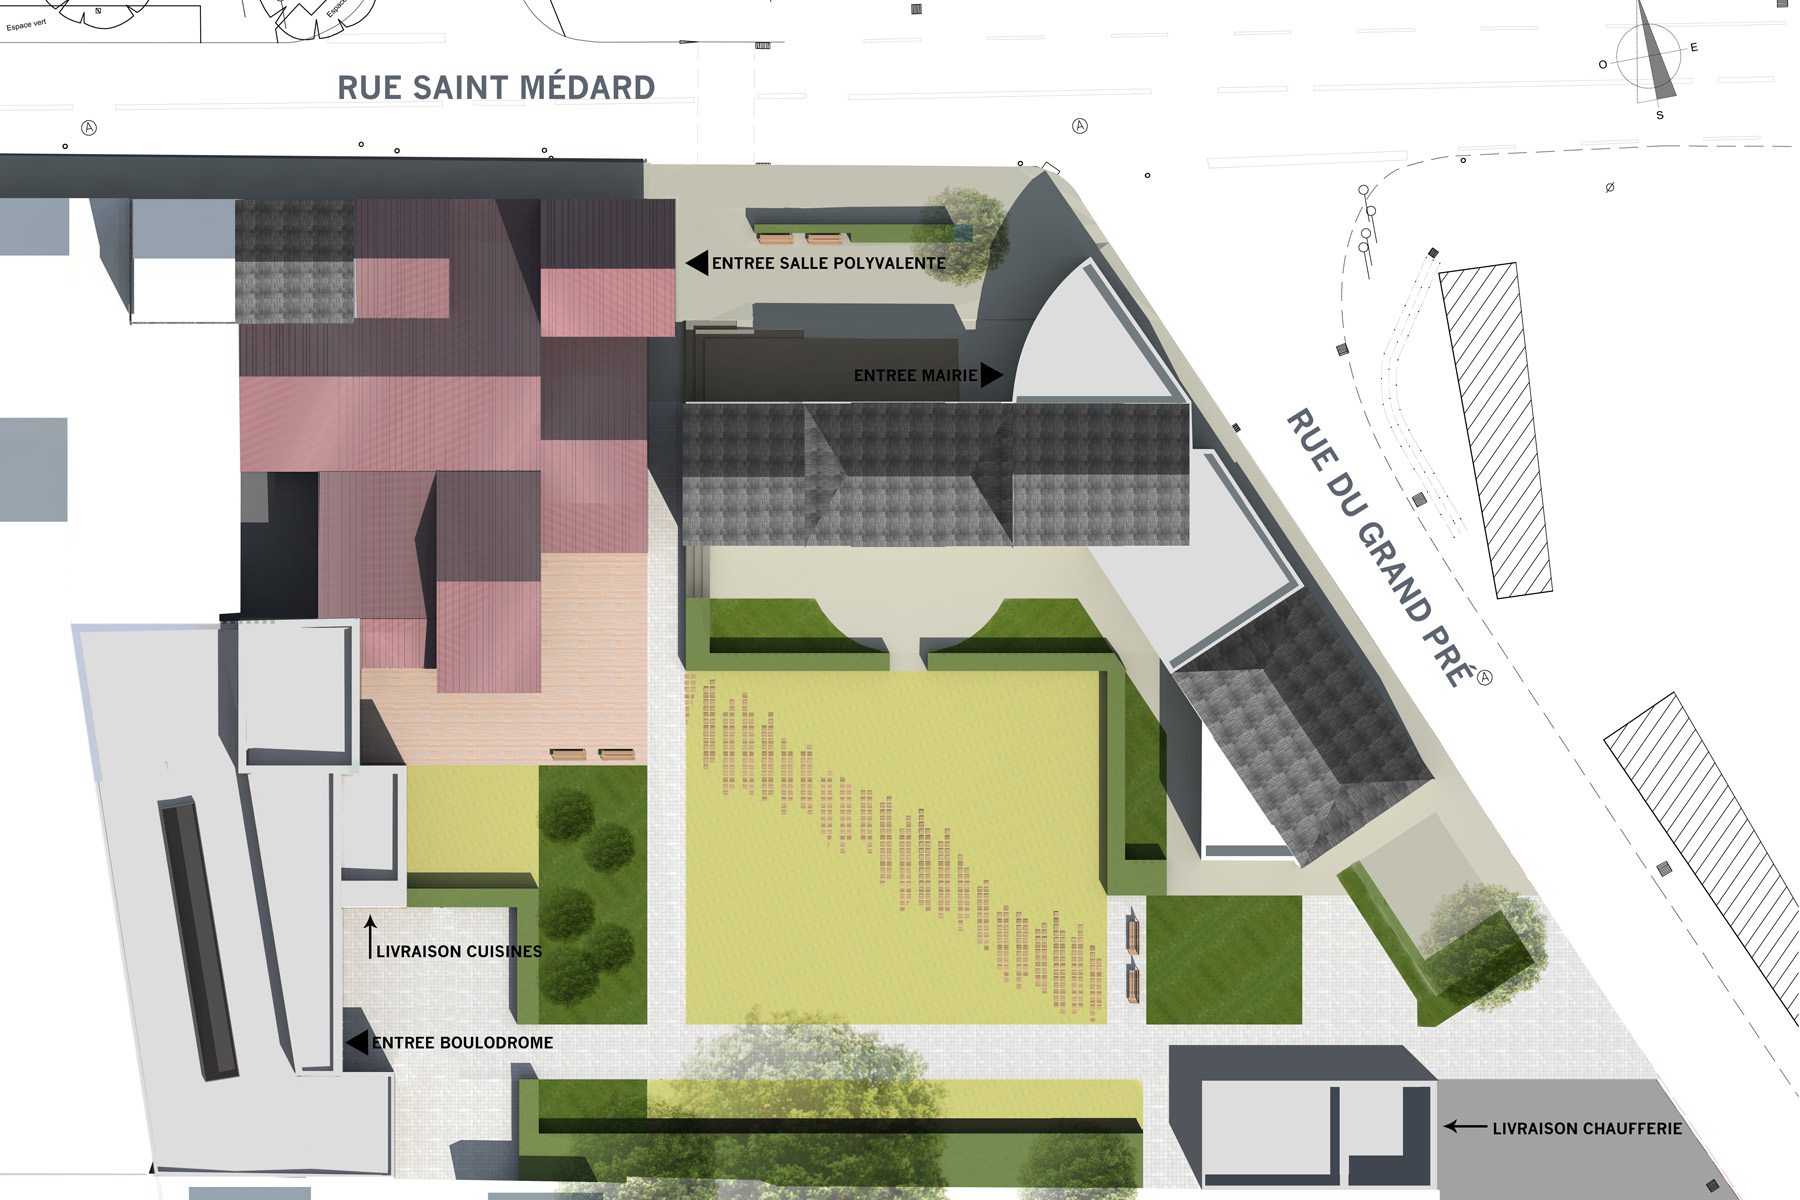 Espace vert
Espace
RUE SAINT MÉDARD
A
A
E
O
S
ENTREE SALLE POLYVALENTE
ENTREE MAIRIE
RUE DU GRAND PRÉ
A
LIVRAISON CUISINES
ENTREE BOULODROME
LIVRAISON CHAUFFERIE